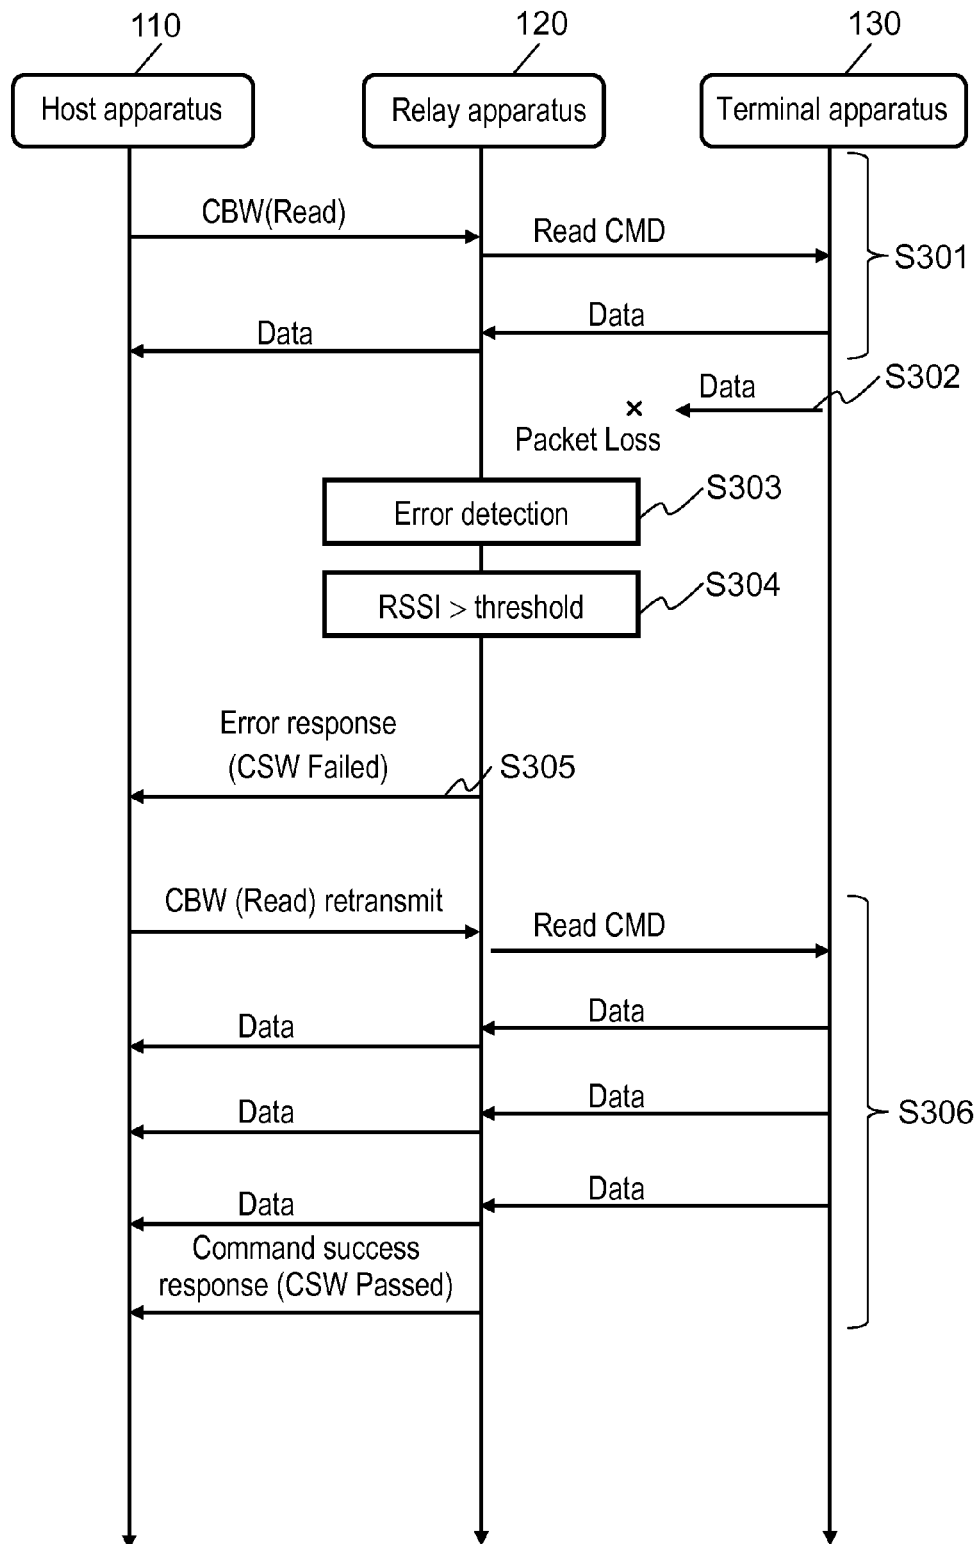 110
120
130
Host apparatus
Relay apparatus
Terminal apparatus
CBW(Read)
Read CMD
S301
Data
Data
S302
Data
×
Packet Loss
S303
Error detection
S304
RSSI > threshold
Error response
(CSW Failed)
S305
CBW (Read) retransmit
Read CMD
Data
Data
Data
Data
S306
Data
Data
Command success
response (CSW Passed)